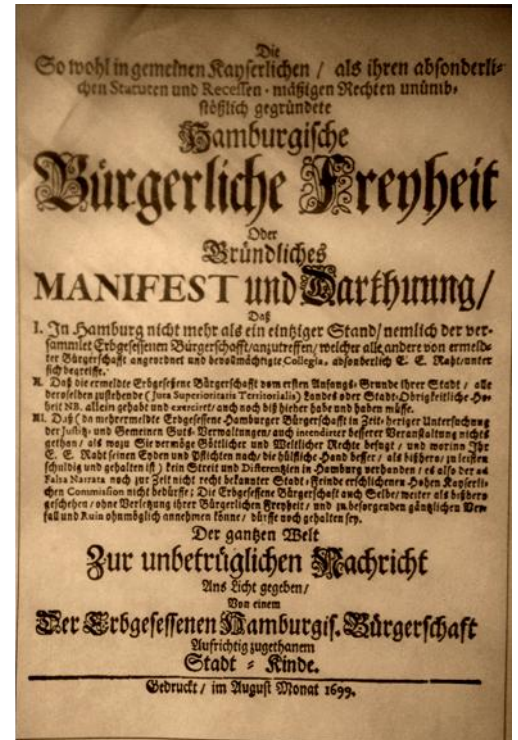 Die
So wohl in gemeinen Kayserlichen / als ihren absonderli-
chen Statuten und Recessen-mäßigen Rechten unümb-
stößlich gegründete
Hamburgische
Bürgerliche Freyheit
Oder
Gründliches
MANIFEST und Darthuung /
Daß
I. In Hamburg nicht mehr als ein eintziger Stand / nemlich der ver-
sammlet Erbgesessenen Bürgerschafft / anzutreffen / welcher alle andere von ermeld-
ter Bürgerschafft angeordnet und bevollmächtigte Collegia, absonderlich E. E. Raht / unter
sich begreiffe.
II. Daß die ermeldte Erbgeseßene Bürgerschafft vom ersten Anfangs-Grunde ihrer Stadt / alle
deroselben zustehende (Jura Superioritatis Territorialis) Landes oder Stadt-Obrigkeitliche Ho-
heit NB. allein gehabt und exerciret / auch noch biß hieher habe und haben müsse.
III. Daß (da mehrermeldte Erbgesessene Hamburger Bürgerschafft in Zeit-heriger Untersuchung
der Justitz- und Gemeinen Guts-Verwaltungen / auch intendirter besserer Veranstaltung nichts
gethan / als wozu Sie vermöge Göttlicher und Weltlicher Rechte befugt / und worinn Ihr
E. E. Raht seinen Eyden und Pflichten nach / die hülfliche Hand besser / als bißhero / zu leisten
schuldig und gehalten ist) kein Streit und Differentzien in Hamburg verhanden / es also der ad
Falsa Narrata noch zur Zeit nicht recht bekannter Stadt-Feinde erschlichenen Hohen Kayserli-
chen Commission nicht bedürffe; Die Erbgesessene Bürgerschaft auch Selbe / weiter als bißhero
geschehen / ohne Verletzung ihrer Bürgerlichen Freyheit / und zu besorgenden gäntzlichen Ver-
fall und Ruin ohnmöglich annehmen könne / dürffe noch gehalten sey.
Der gantzen Welt
Zur unbetrüglichen Nachricht
Ans Licht gegeben /
Von einem
Der Erbgesessenen Hamburgis. Bürgerschaft
Aufrichtig zugethanem
Stadt-Kinde.
Gedruckt / im August Monat 1699.